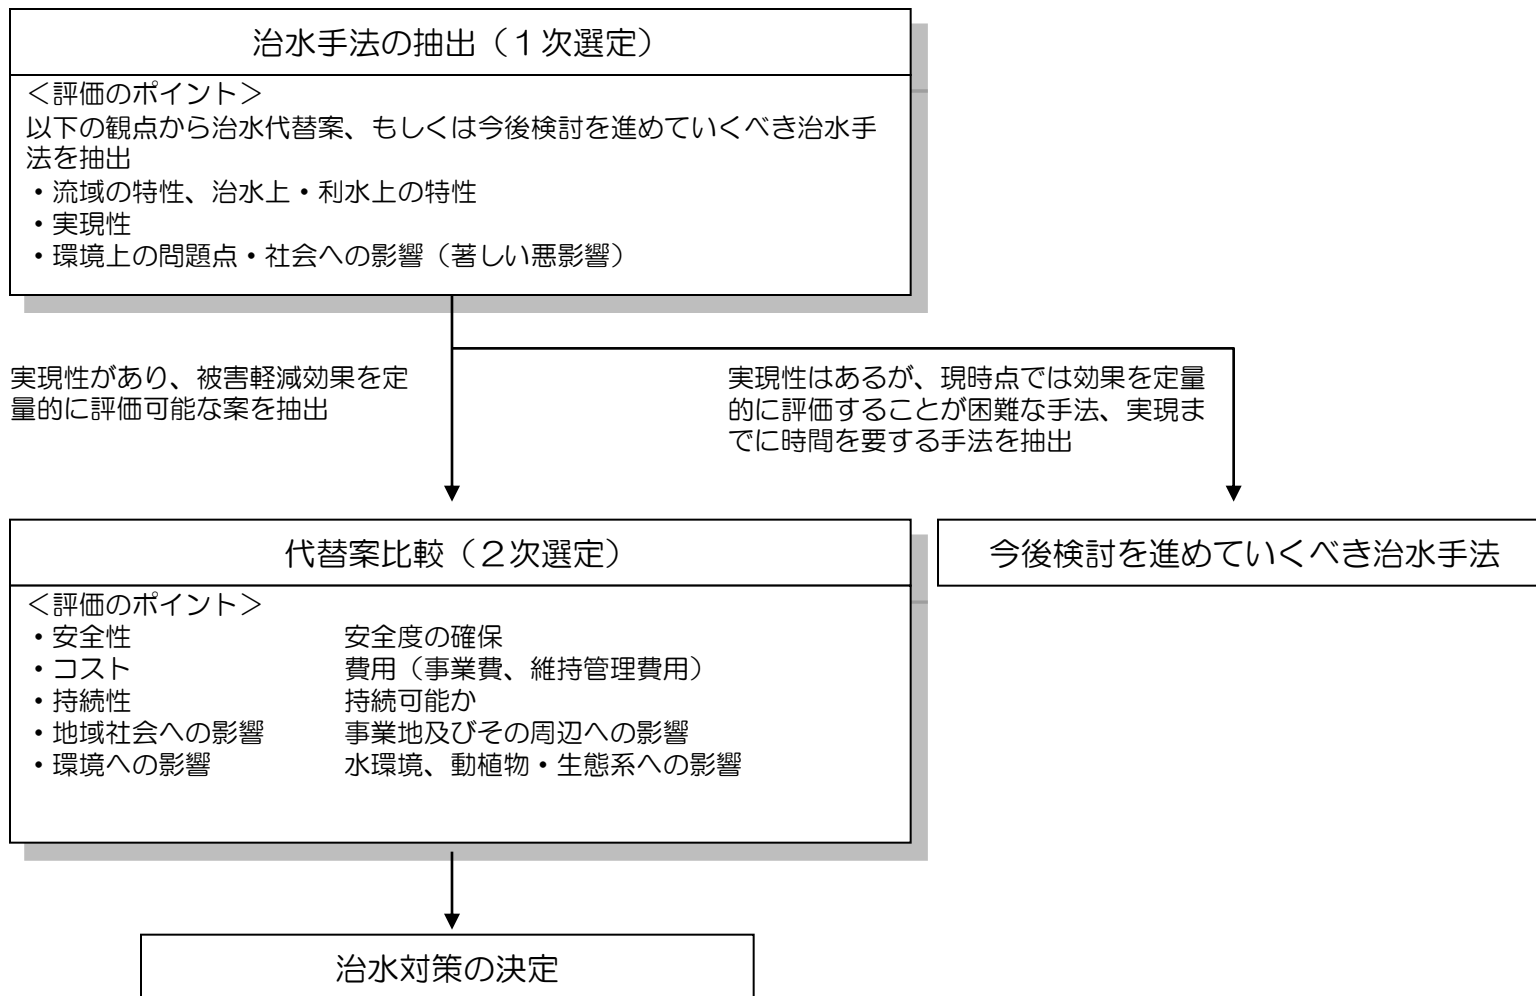 治水手法の抽出（１次選定）
＜評価のポイント＞
以下の観点から治水代替案、もしくは今後検討を進めていくべき治水手
法を抽出
・流域の特性、治水上・利水上の特性
・実現性
・環境上の問題点・社会への影響（著しい悪影響）
実現性があり、被害軽減効果を定
量的に評価可能な案を抽出
実現性はあるが、現時点では効果を定量
的に評価することが困難な手法、実現ま
でに時間を要する手法を抽出
代替案比較（２次選定）
＜評価のポイント＞
・安全性 安全度の確保
・コスト 費用（事業費、維持管理費用）
・持続性 持続可能か
・地域社会への影響 事業地及びその周辺への影響
・環境への影響 水環境、動植物・生態系への影響
今後検討を進めていくべき治水手法
治水対策の決定